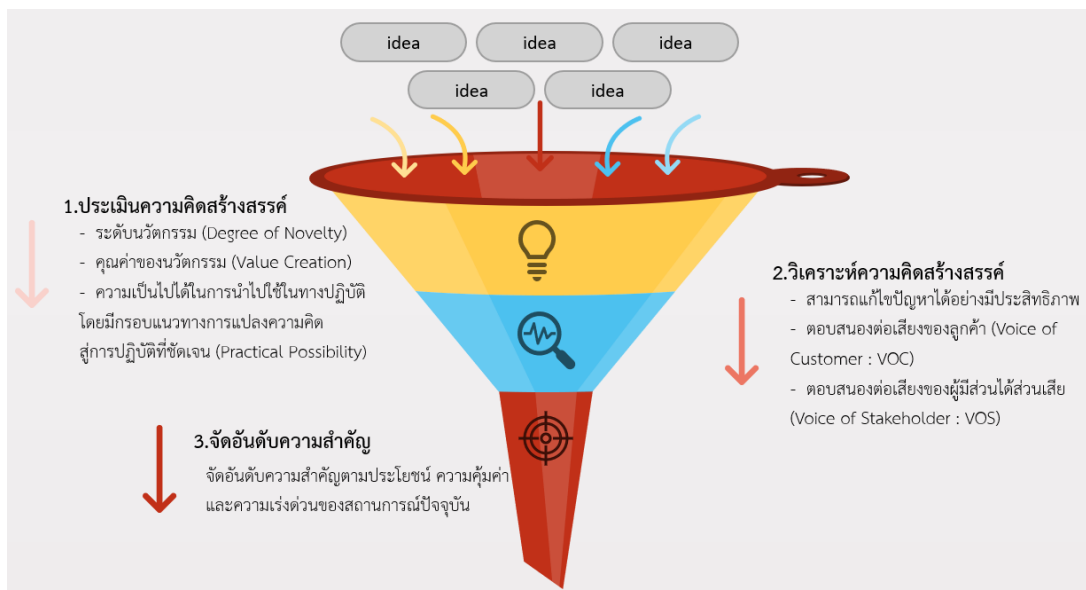 idea
idea
idea
idea
idea
1.ประเมินความคิดสร้างสรรค์
- ระดับนวัตกรรม (Degree of Novelty)
- คุณค่าของนวัตกรรม (Value Creation)
- ความเป็นไปได้ในการนำไปใช้ในทางปฏิบัติ
โดยมีกรอบแนวทางการแปลงความคิด
สู่การปฏิบัติที่ชัดเจน (Practical Possibility)
2.วิเคราะห์ความคิดสร้างสรรค์
- สามารถแก้ไขปัญหาได้อย่างมีประสิทธิภาพ
- ตอบสนองต่อเสียงของลูกค้า (Voice of
Customer : VOC)
- ตอบสนองต่อเสียงของผู้มีส่วนได้ส่วนเสีย
(Voice of Stakeholder : VOS)
3.จัดอันดับความสำคัญ
จัดอันดับความสำคัญตามประโยชน์ ความคุ้มค่า
และความเร่งด่วนของสถานการณ์ปัจจุบัน